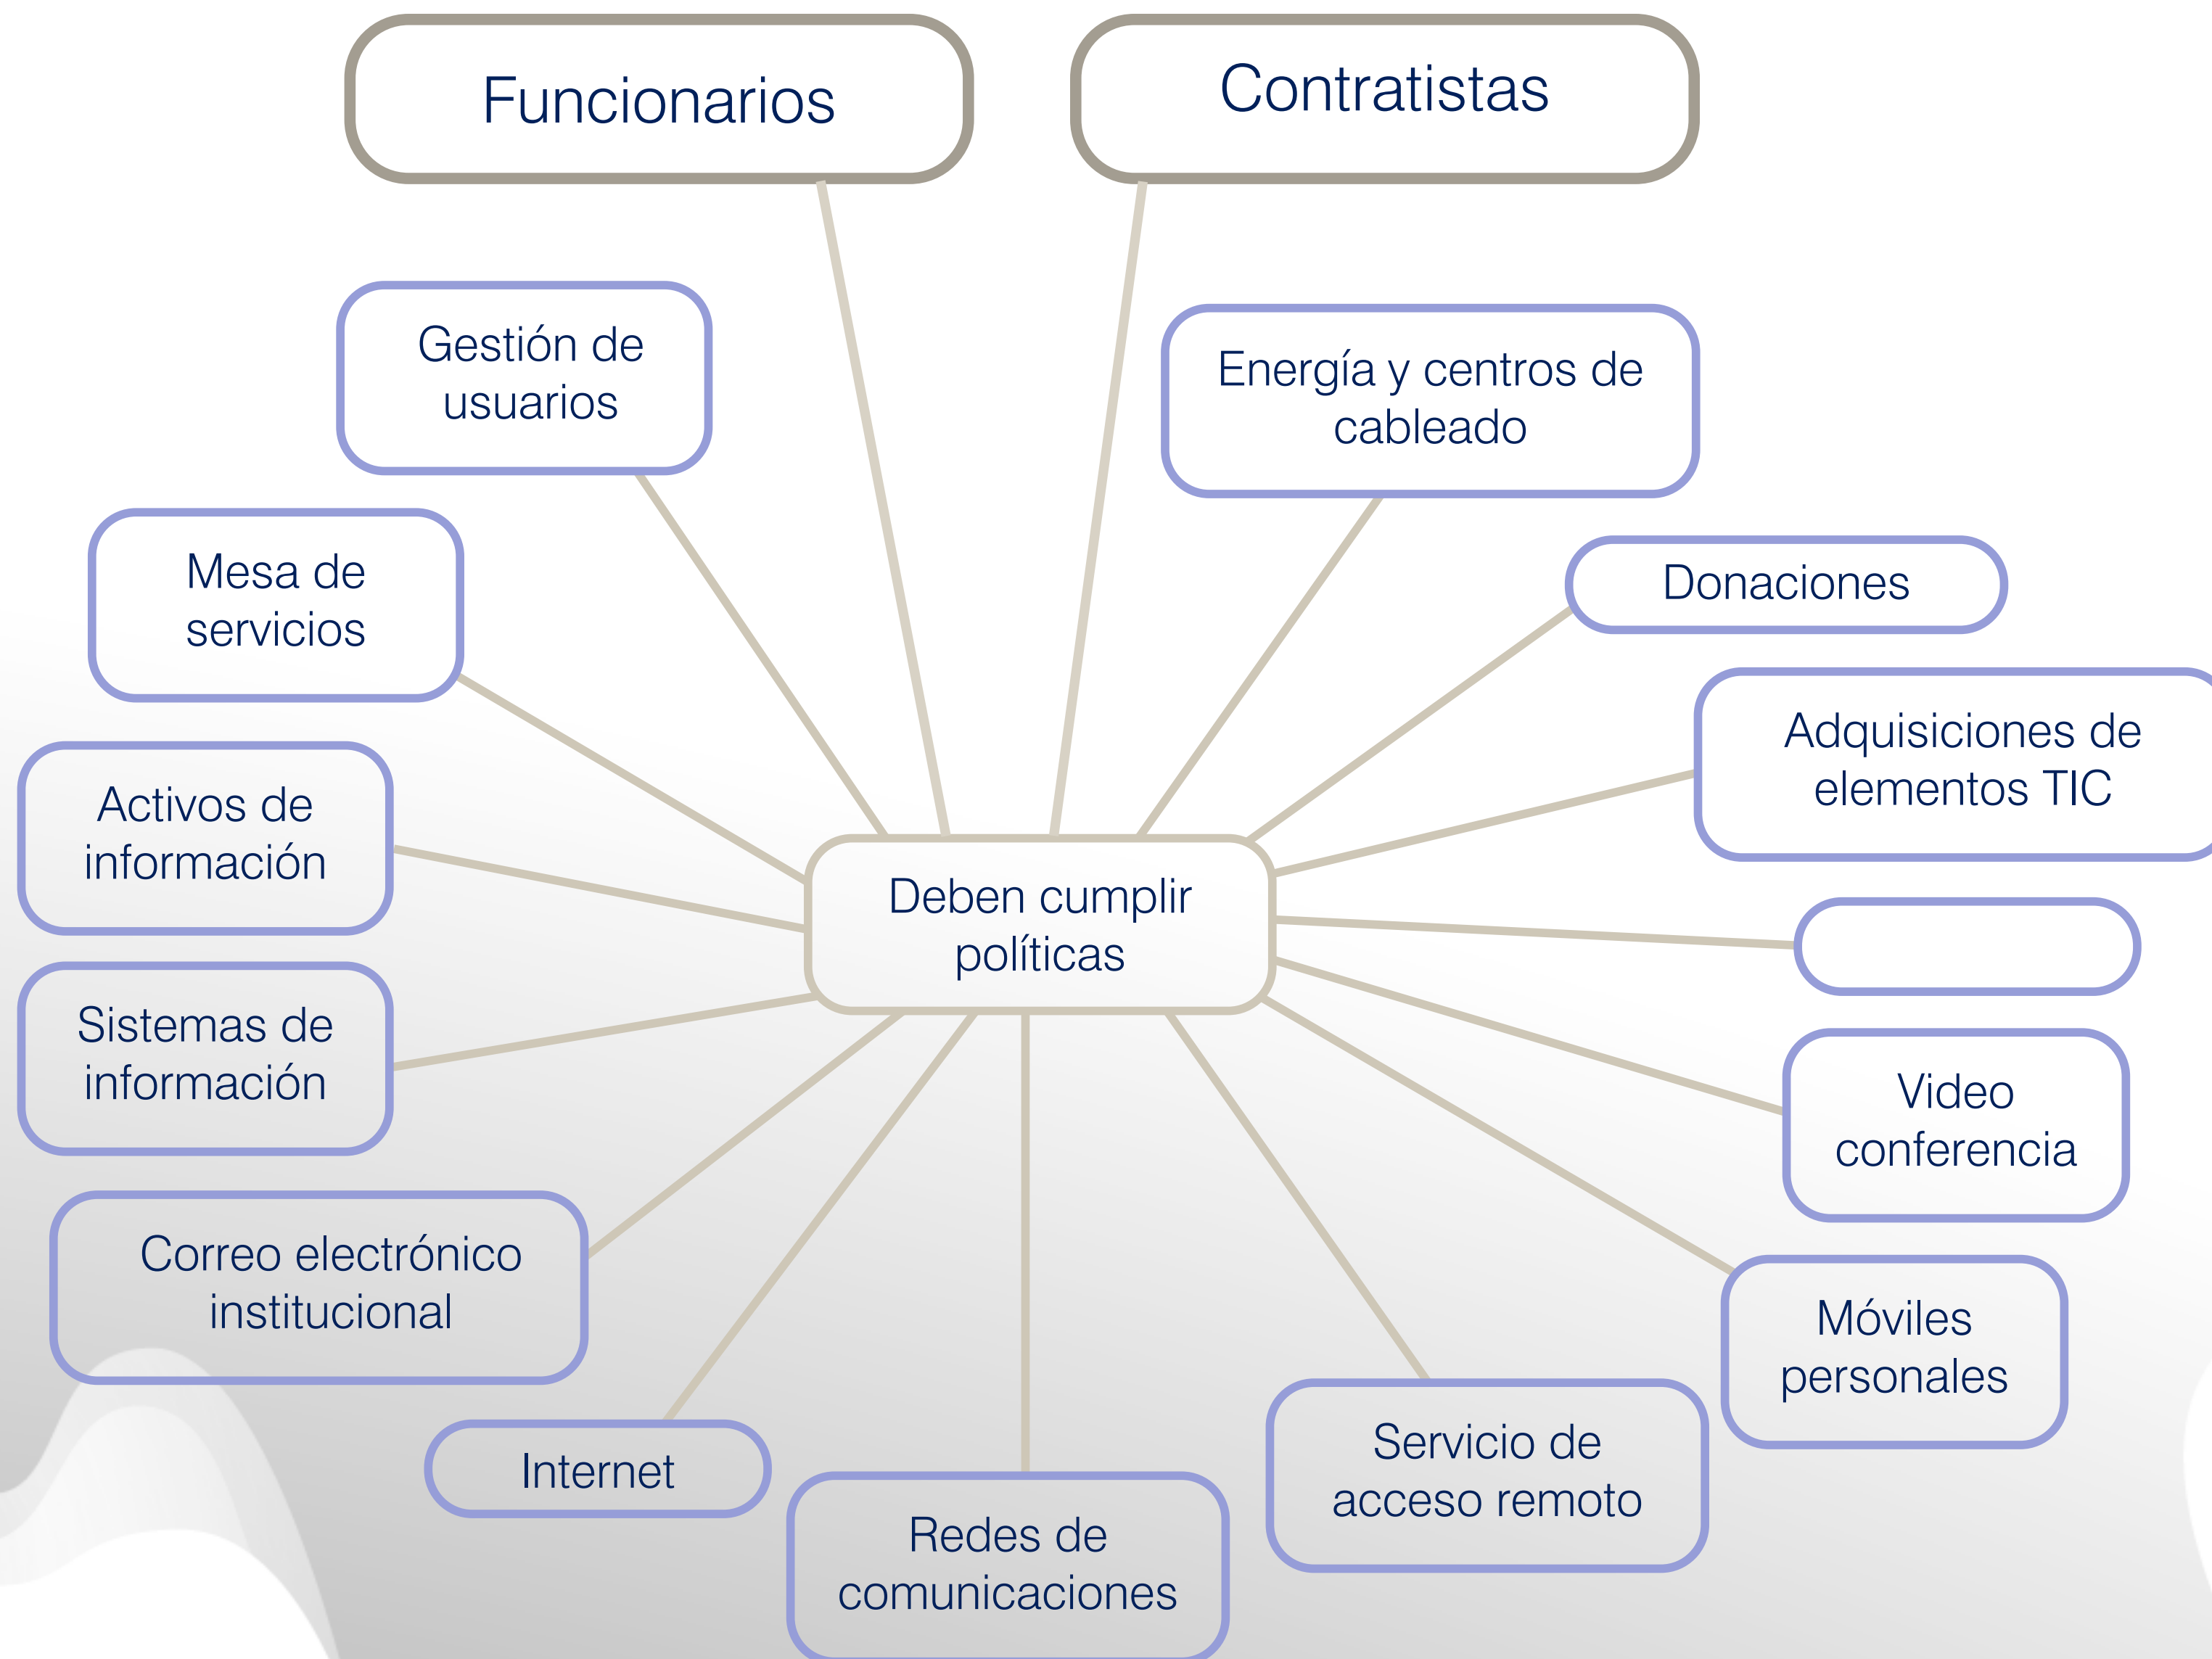 Funcionarios
Contratistas
Gestión de
usuarios
Energía y centros de
cableado
Mesa de
servicios
Donaciones
Activos de
información
Adquisiciones de
elementos TIC
Deben cumplir
políticas
Sistemas de
información
Video
conferencia
Correo electrónico
institucional
Móviles
personales
Internet
Servicio de
acceso remoto
Redes de
comunicaciones